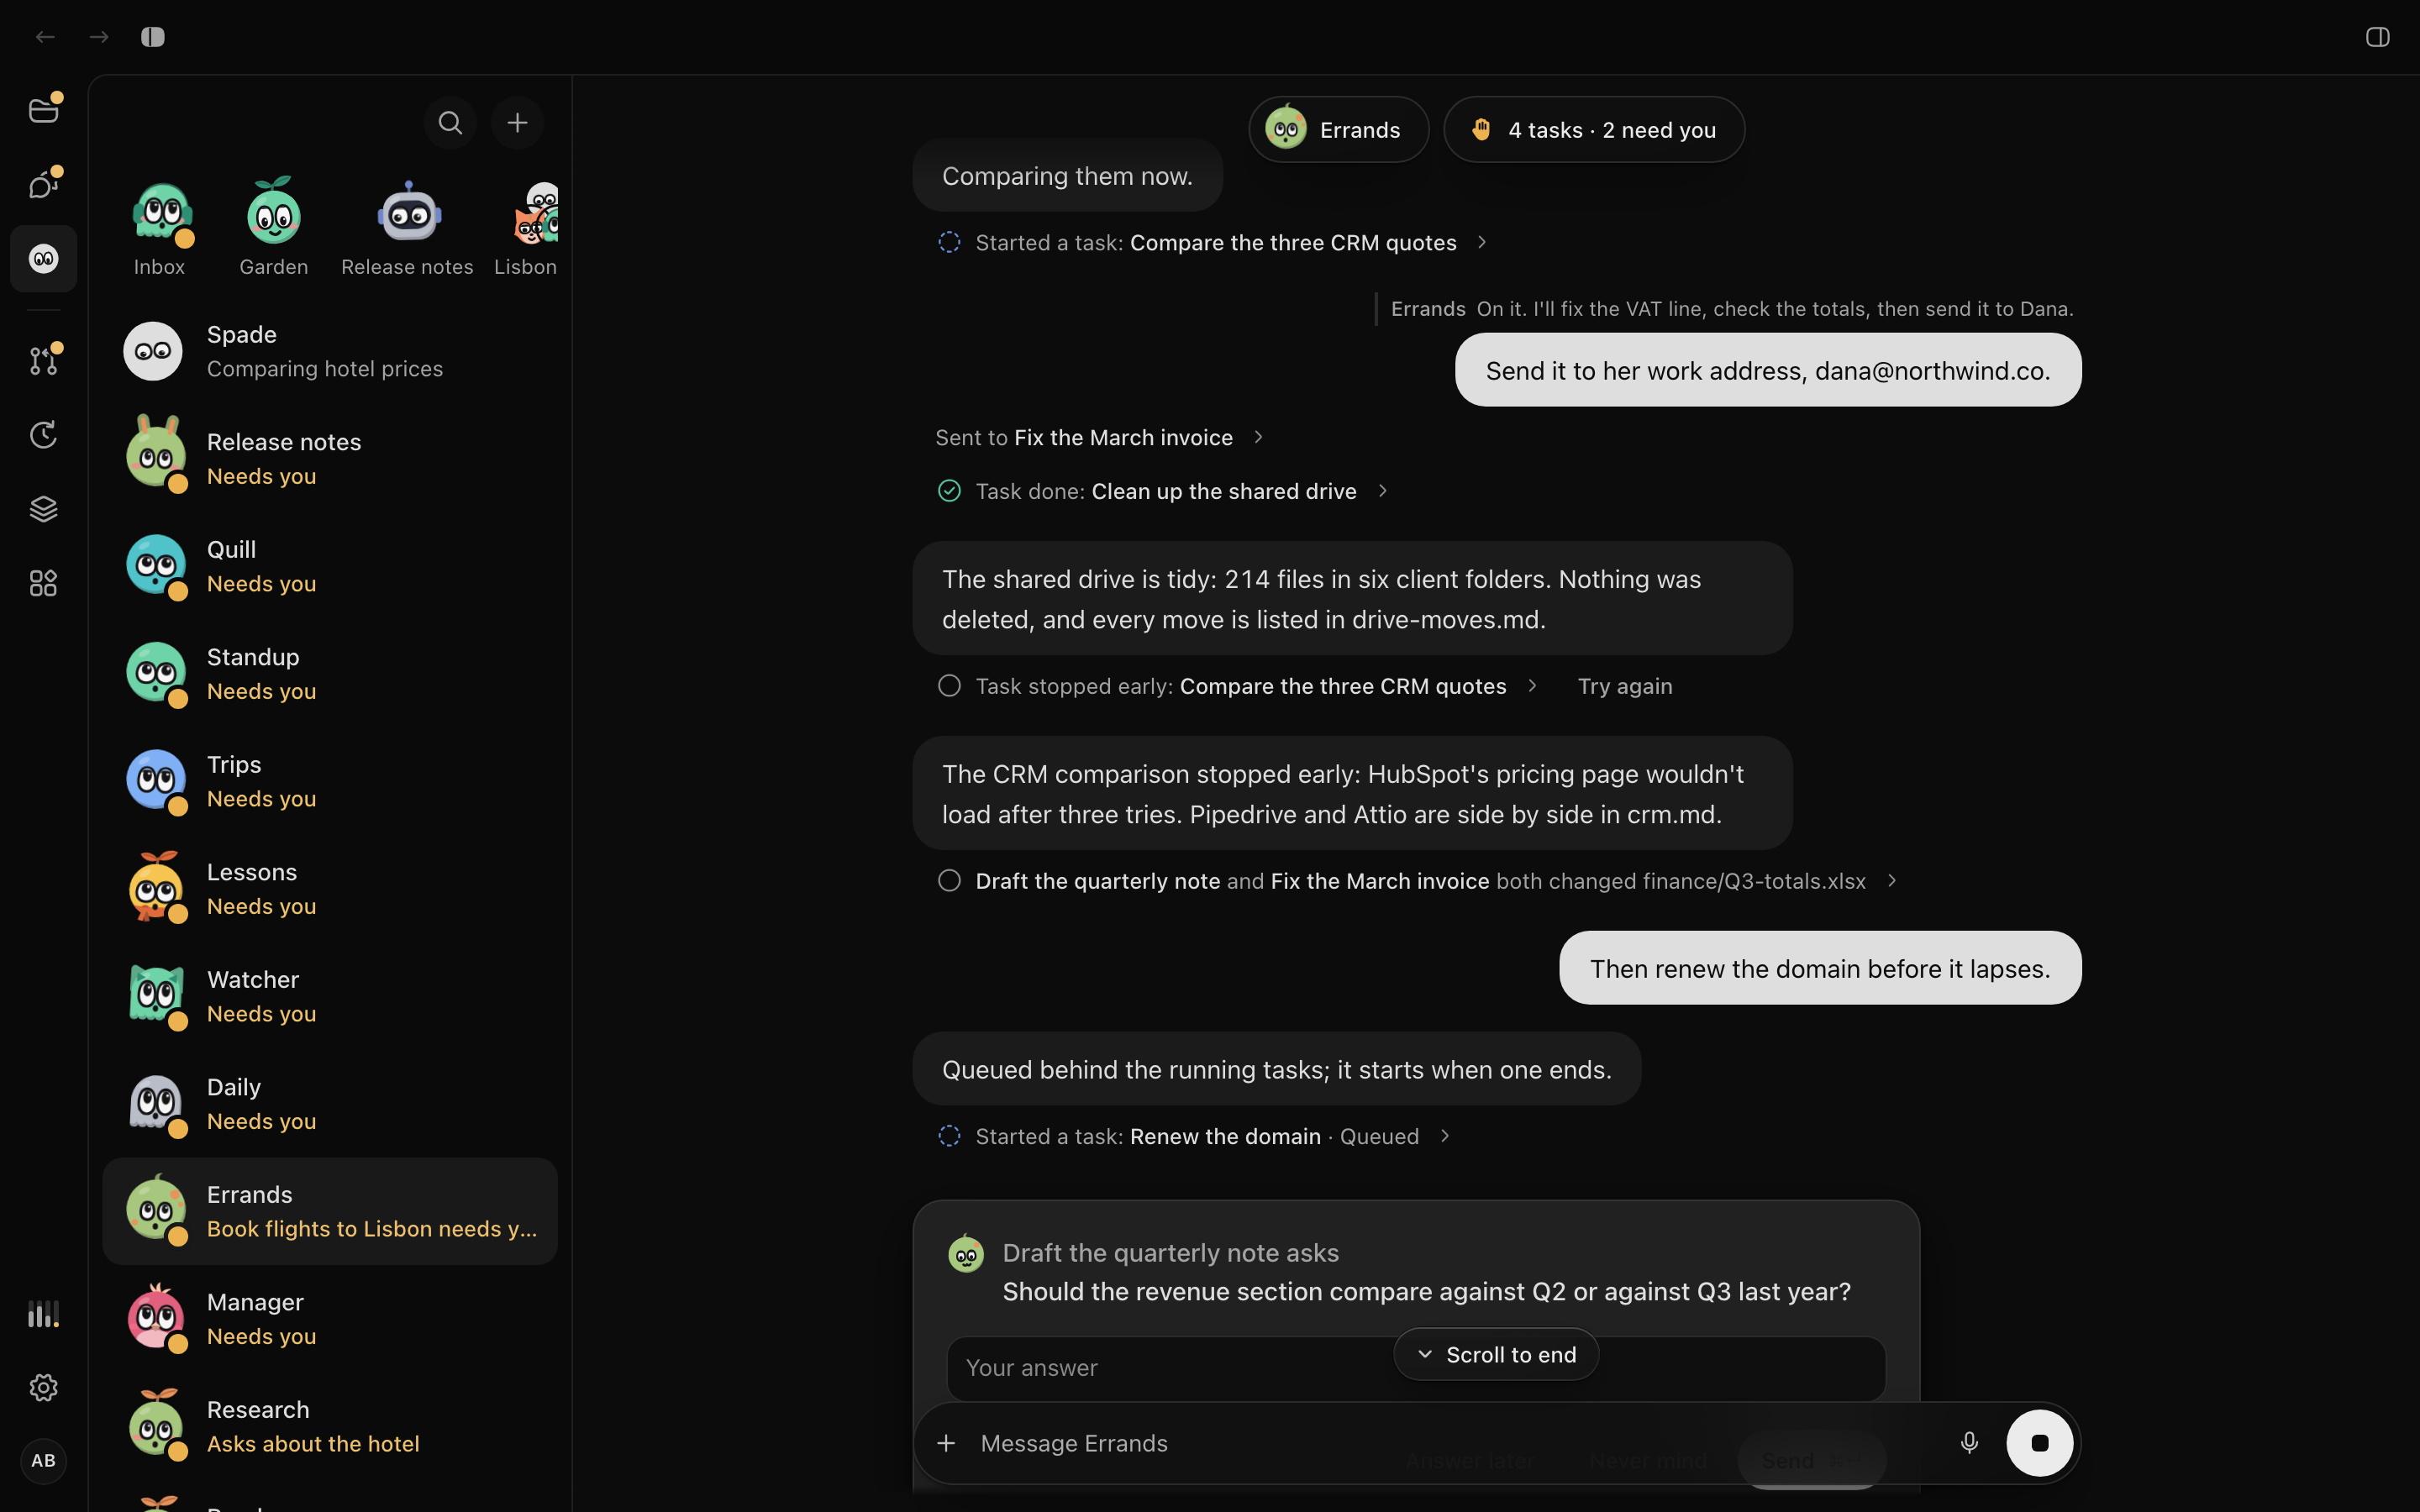 Inbox
Garden
Release notes
Lisbon
Spade
Comparing hotel prices
Release notes
Needs you
Quill
Needs you
Standup
Needs you
Trips
Needs you
Lessons
Needs you
Watcher
Needs you
Daily
Needs you
Errands
Book flights to Lisbon needs y...
Manager
Needs you
Research
Asks about the hotel
AB
Errands
4 tasks · 2 need you
Comparing them now.
Started a task: Compare the three CRM quotes
Errands On it. I'll fix the VAT line, check the totals, then send it to Dana.
Send it to her work address, dana@northwind.co.
Sent to Fix the March invoice
Task done: Clean up the shared drive
The shared drive is tidy: 214 files in six client folders. Nothing was
deleted, and every move is listed in drive-moves.md.
Task stopped early: Compare the three CRM quotes
Try again
The CRM comparison stopped early: HubSpot's pricing page wouldn't
load after three tries. Pipedrive and Attio are side by side in crm.md.
Draft the quarterly note and Fix the March invoice both changed finance/Q3-totals.xlsx
Then renew the domain before it lapses.
Queued behind the running tasks; it starts when one ends.
Started a task: Renew the domain · Queued
Draft the quarterly note asks
Should the revenue section compare against Q2 or against Q3 last year?
Your answer
Scroll to end
Message Errands
Answer later
Never mind
Send